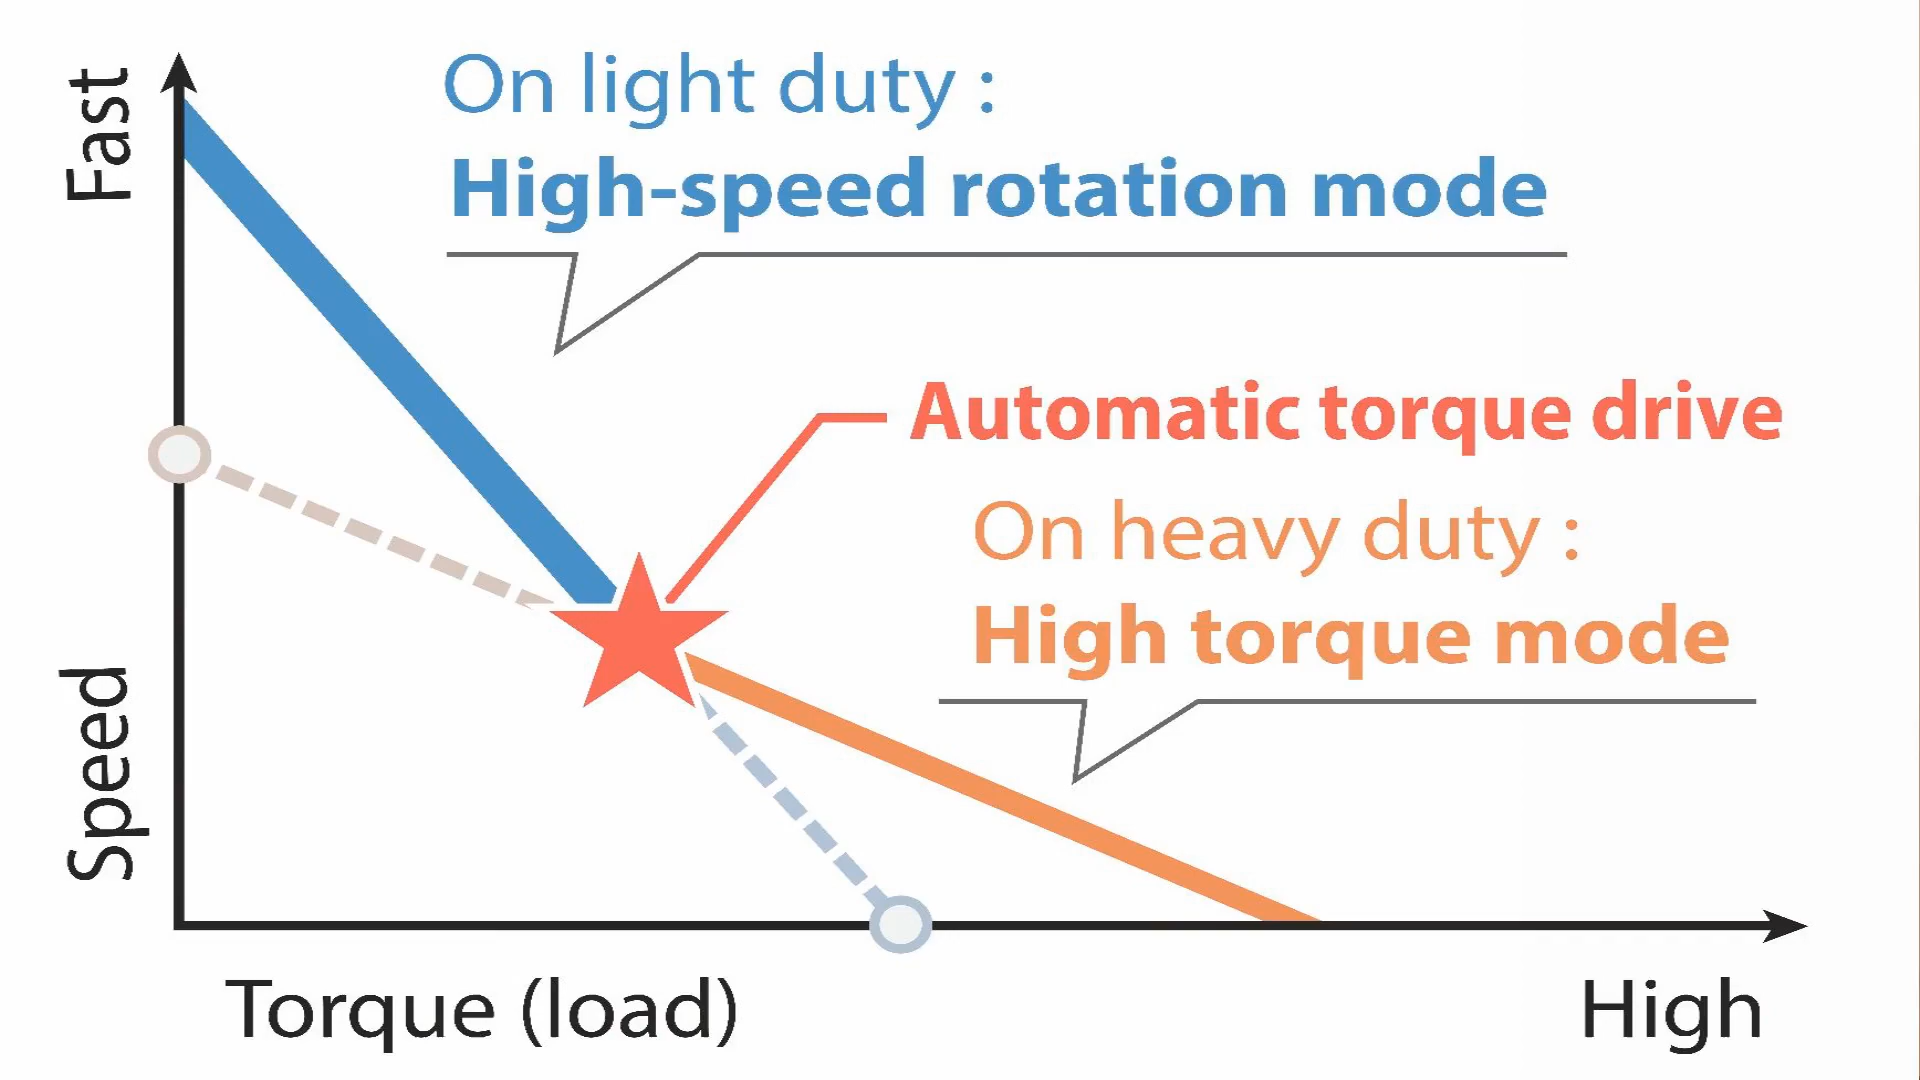 Fast
On light duty :
High-speed rotation mode
Automatic torque drive
On heavy duty :
High torque mode
Speed
Torque (load)
High